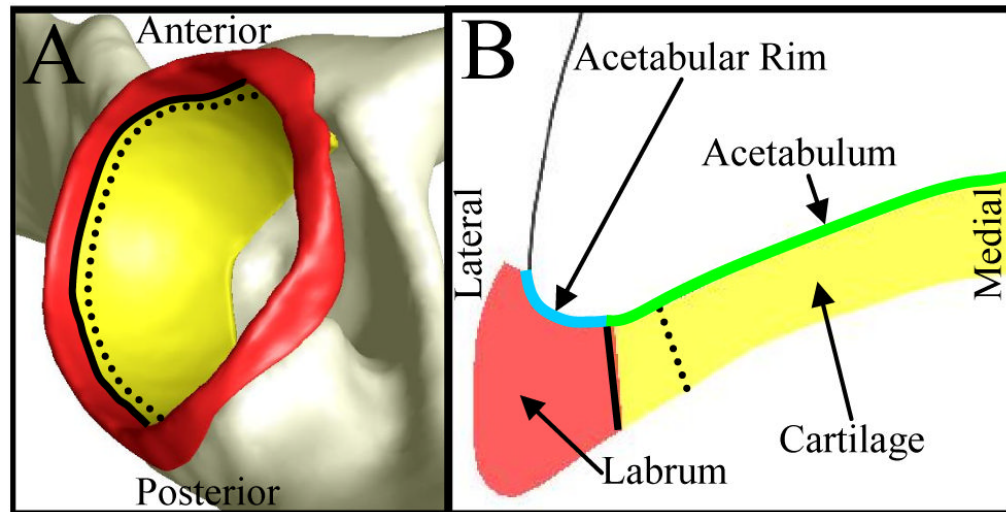 A
Anterior
Posterior
B
Acetabular Rim
Acetabulum
Lateral
Medial
Cartilage
Labrum